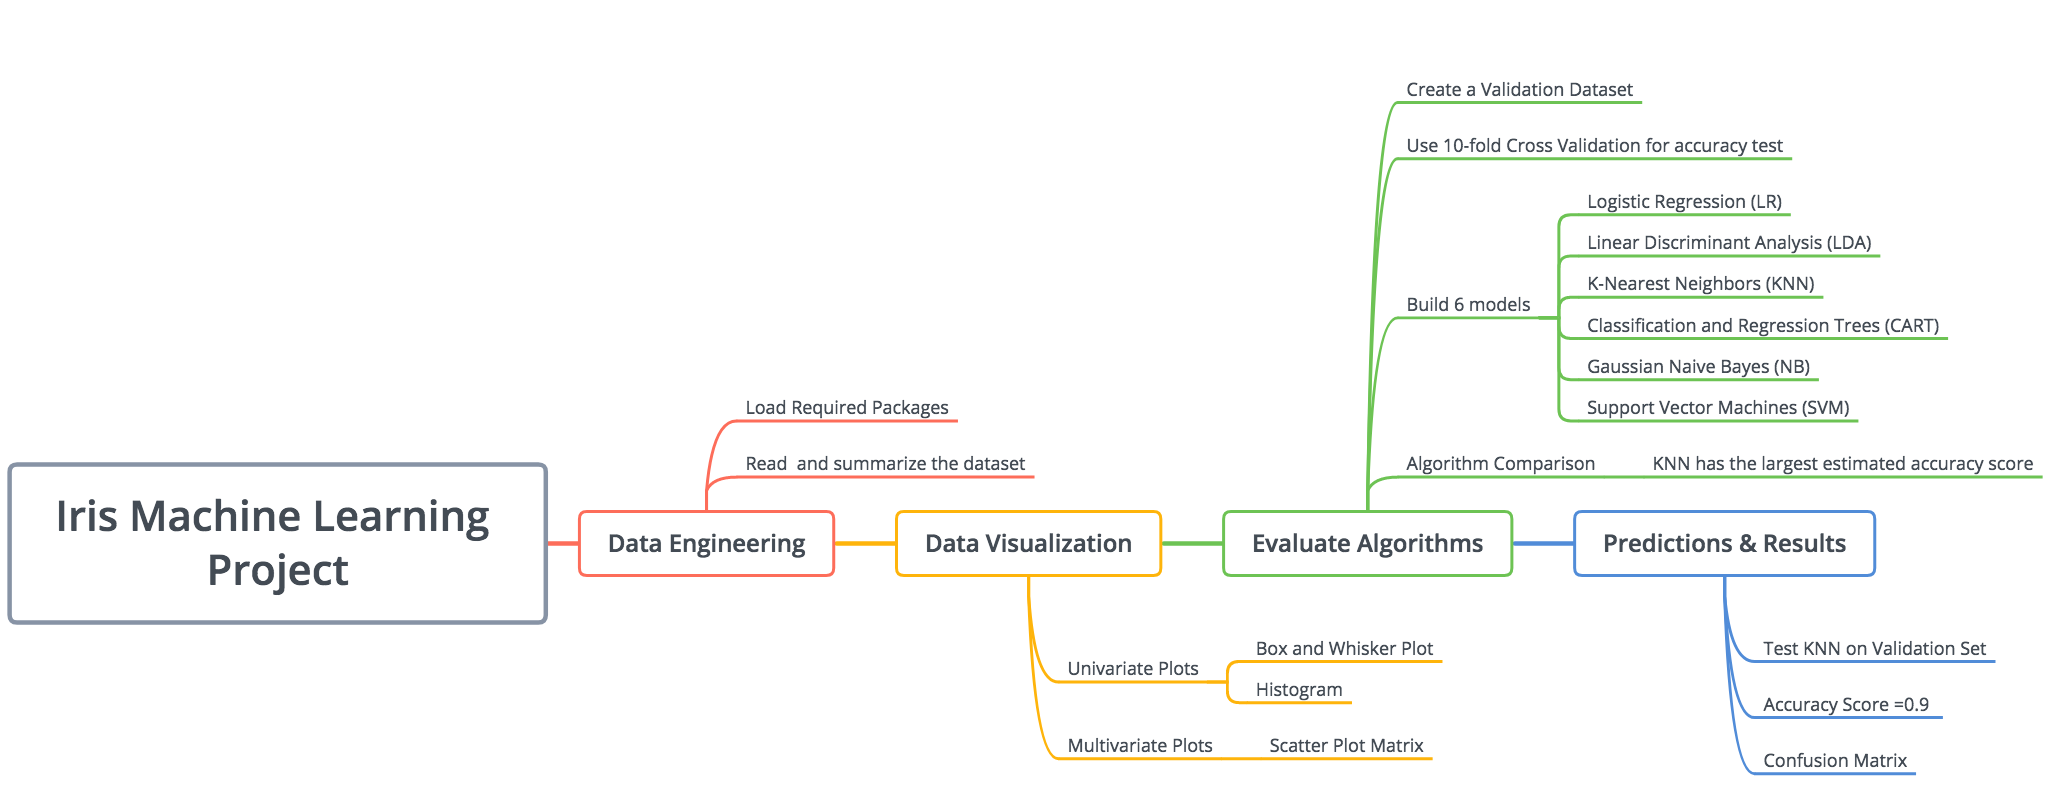 Iris Machine Learning
Project
Data Engineering
Load Required Packages
Read  and summarize the dataset
Data Visualization
Univariate Plots
Box and Whisker Plot
Histogram
Multivariate Plots
Scatter Plot Matrix
Evaluate Algorithms
Create a Validation Dataset
Use 10-fold Cross Validation for accuracy test
Build 6 models
Logistic Regression (LR)
Linear Discriminant Analysis (LDA)
K-Nearest Neighbors (KNN)
Classification and Regression Trees (CART)
Gaussian Naive Bayes (NB)
Support Vector Machines (SVM)
Algorithm Comparison
KNN has the largest estimated accuracy score
Predictions & Results
Test KNN on Validation Set
Accuracy Score =0.9
Confusion Matrix